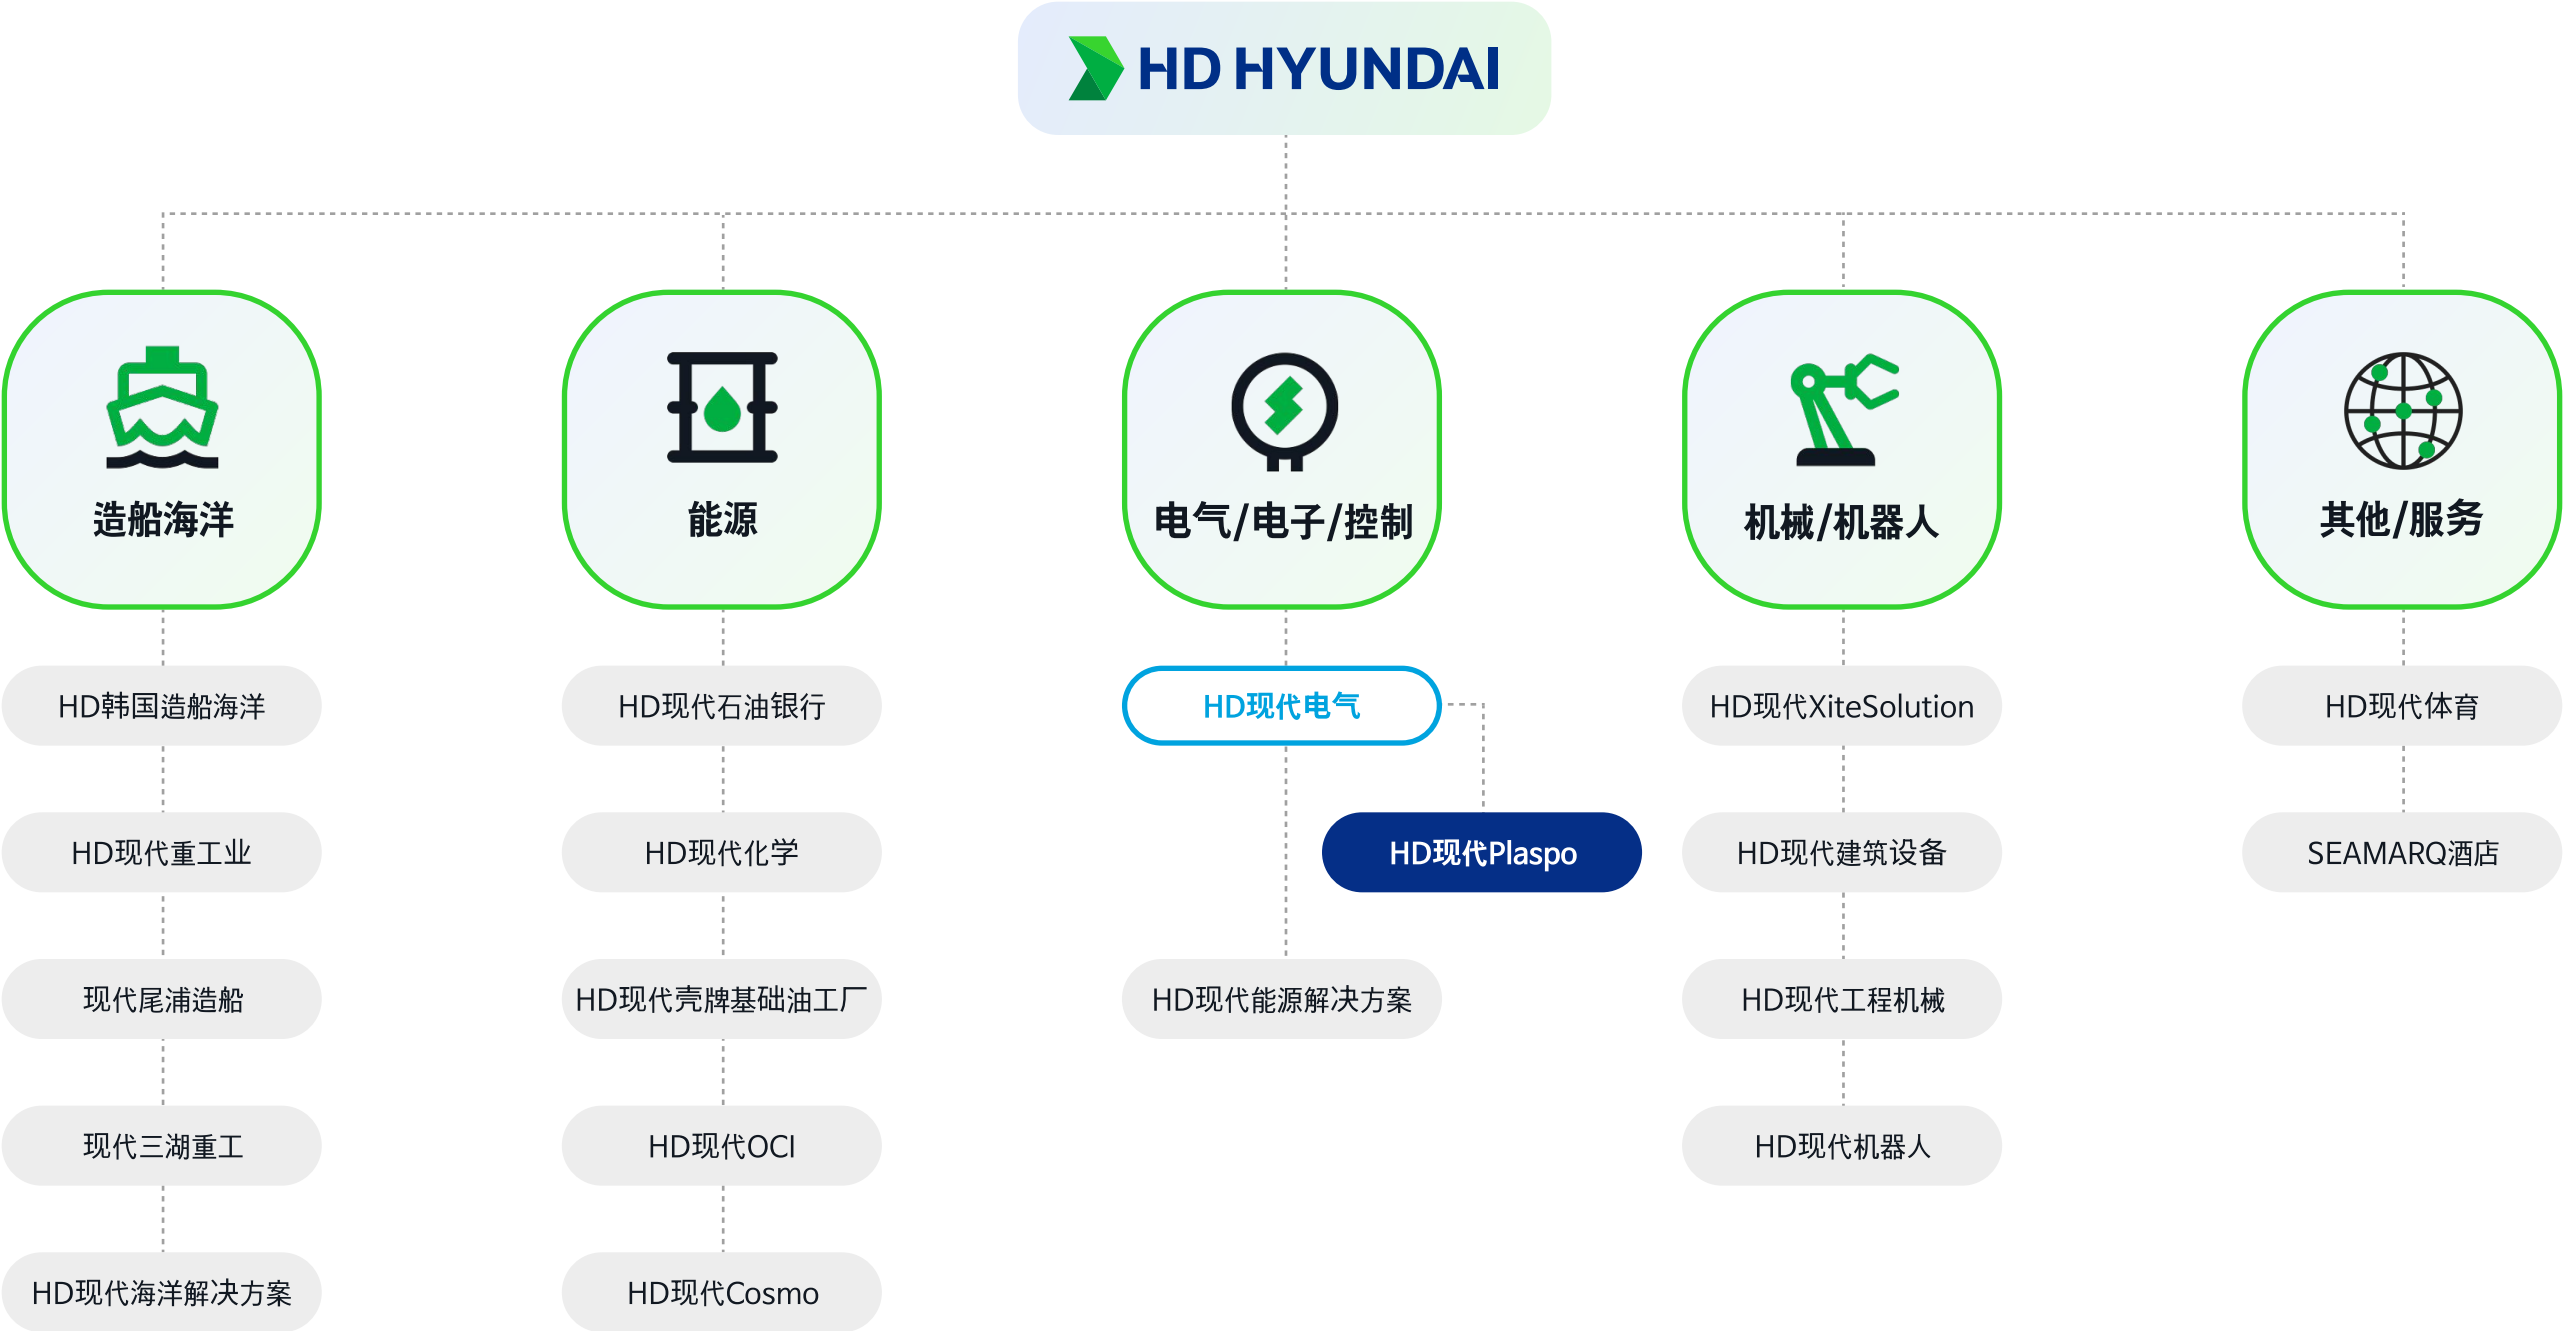 HD HYUNDAI
造船海洋
能源
电气/电子/控制
机械/机器人
其他/服务
HD韩国造船海洋
HD现代石油银行
HD现代电气
HD现代XiteSolution
HD现代体育
HD现代重工业
HD现代化学
HD现代Plaspo
HD现代建筑设备
SEAMARQ酒店
现代尾浦造船
HD现代壳牌基础油工厂
HD现代能源解决方案
HD现代工程机械
现代三湖重工
HD现代OCI
HD现代机器人
HD现代海洋解决方案
HD现代Cosmo